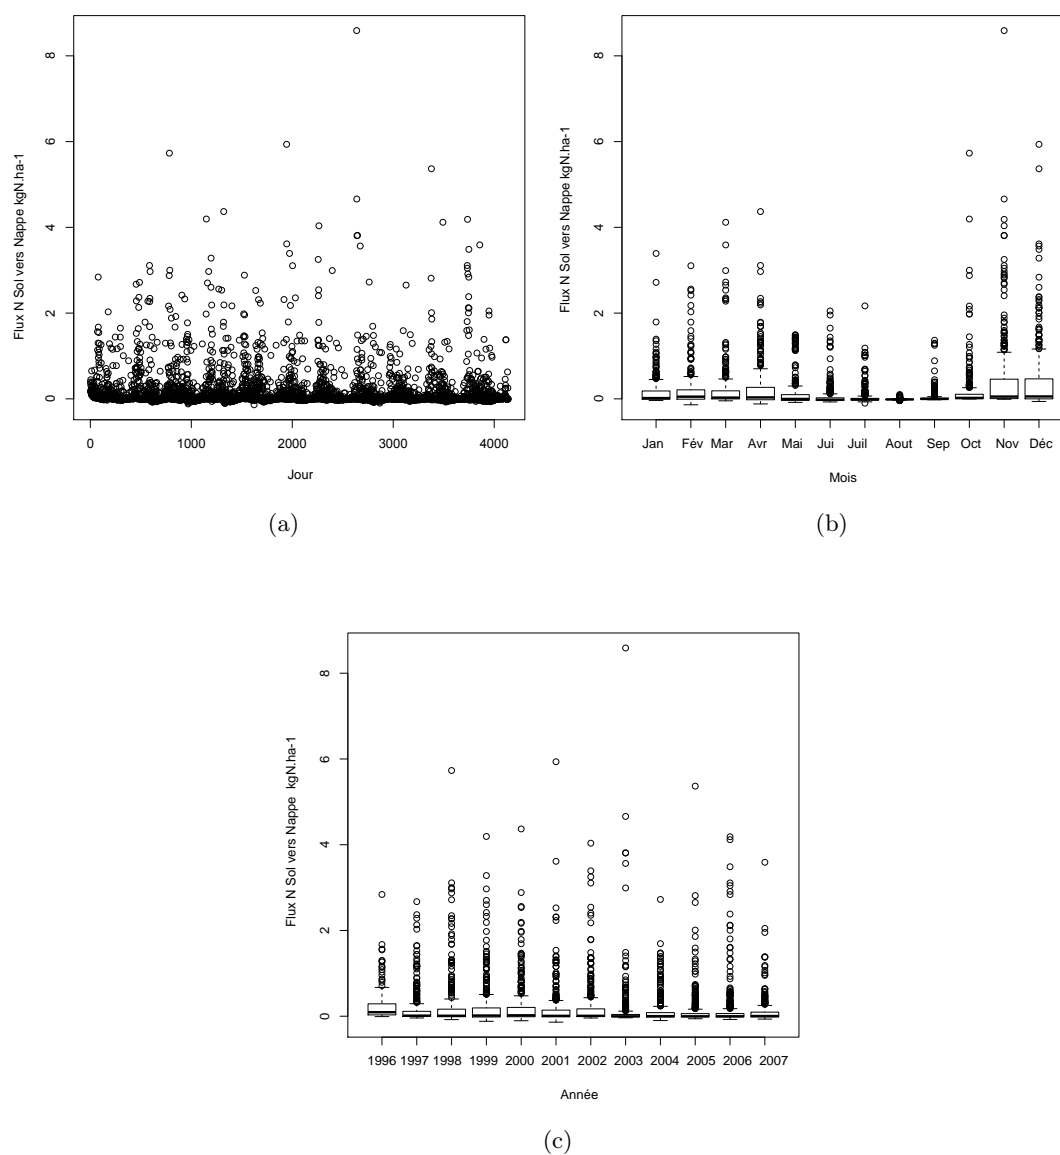 Flux N Sol vers Nappe kgN.ha-1
8
6
4
2
0
0 1000 2000 3000 4000
Jour
(a)
Flux N Sol vers Nappe kgN.ha-1
8
6
4
2
0
Jan Fév Mar Avr Mai Jui Juil Aout Sep Oct Nov Déc
Mois
(b)
Flux N Sol vers Nappe kgN.ha-1
8
6
4
2
0
1996 1997 1998 1999 2000 2001 2002 2003 2004 2005 2006 2007
Année
(c)